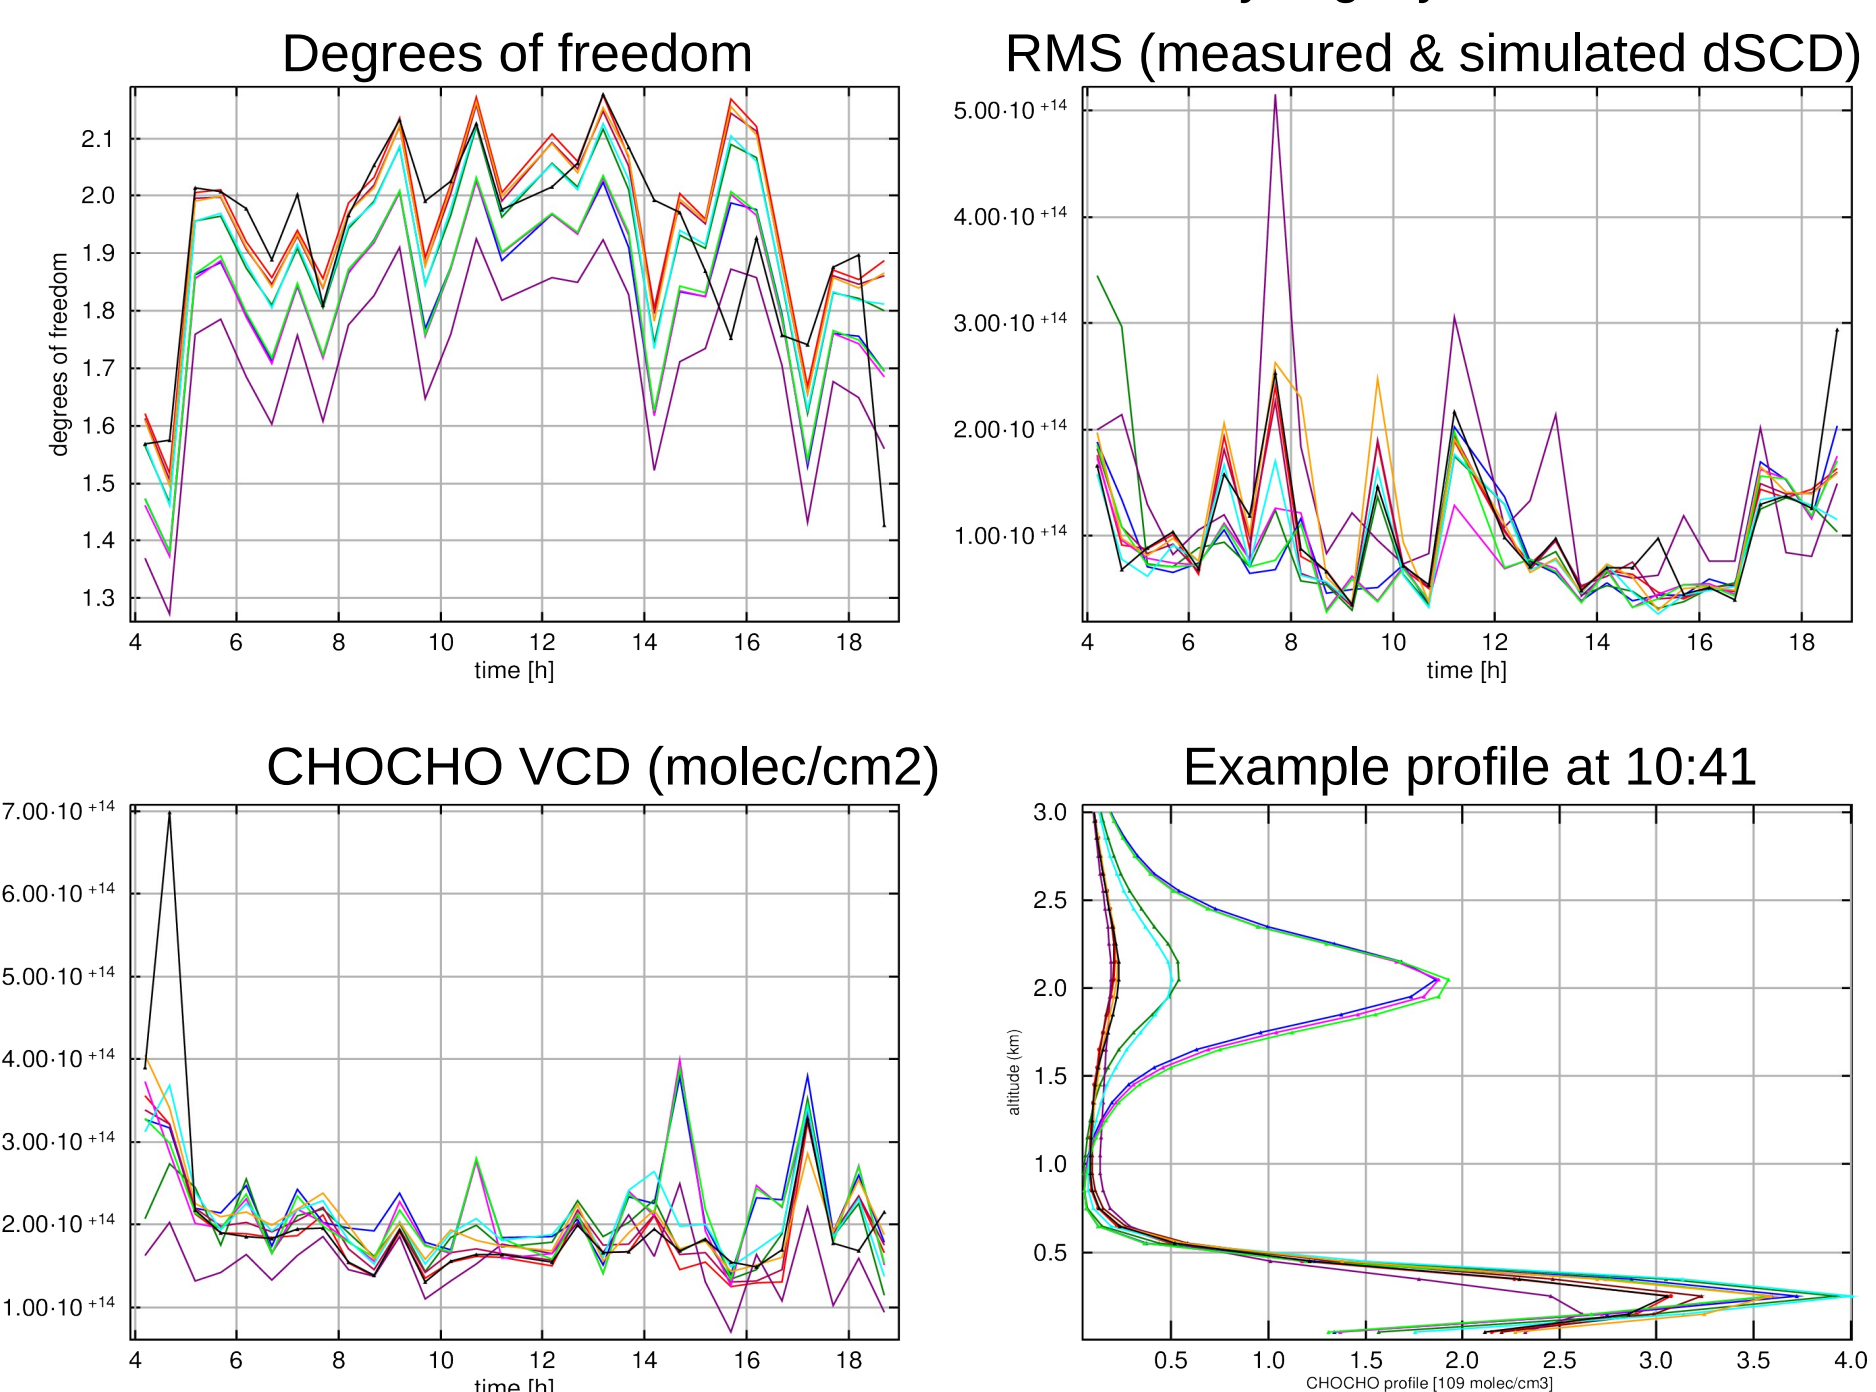 Degrees of freedom
degrees of freedom
2.1
2.0
1.9
1.8
1.7
1.6
1.5
1.4
1.3
4 6 8 10 12 14 16 18
time [h]
RMS (measured & simulated dSCD)
5.00·10 +14
4.00·10 +14
3.00·10 +14
2.00·10 +14
1.00·10 +14
4 6 8 10 12 14 16 18
time [h]
CHOCHO VCD (molec/cm2)
7.00·10 +14
6.00·10 +14
5.00·10 +14
4.00·10 +14
3.00·10 +14
2.00·10 +14
1.00·10 +14
4 6 8 10 12 14 16 18
time [h]
Example profile at 10:41
altitude (km)
3.0
2.5
2.0
1.5
1.0
0.5
0.5 1.0 1.5 2.0 2.5 3.0 3.5 4.0
CHOCHO profile [109 molec/cm3]